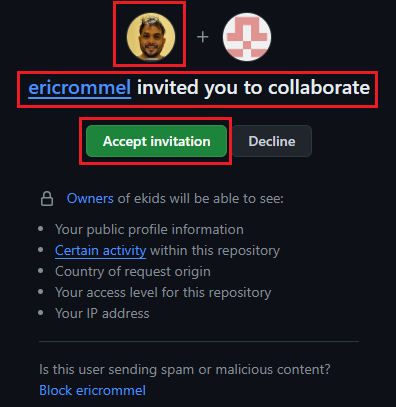 ericrommel invited you to collaborate
Accept invitation
Decline
Owners of ekids will be able to see:
Your public profile information
Certain activity within this repository
Country of request origin
Your access level for this repository
Your IP address
Is this user sending spam or malicious content?
Block ericrommel